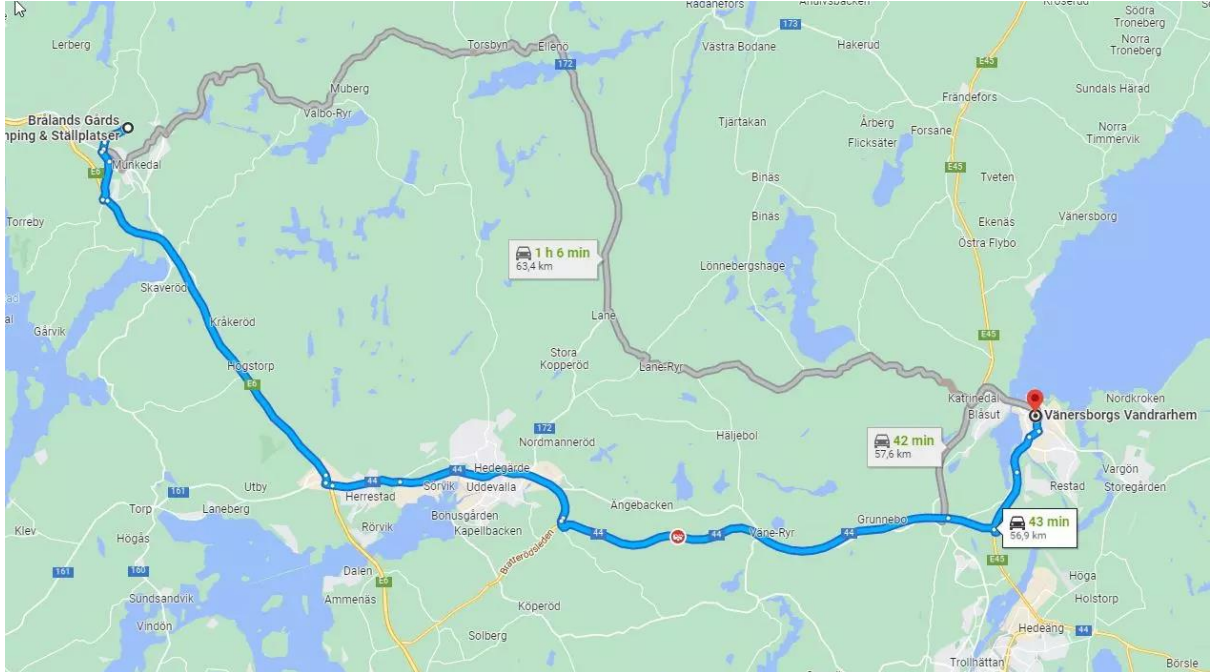 Rådanefors
Södra
Troneberg
Norra
Troneberg
Lerberg
Torsbyn
Ellenö
172
173
Västra Bodane
Hakerud
E45
Sundals Härad
Muberg
Valbo-Ryr
Frändefors
Brålands Gårds
mping & Ställplatser
Munkedal
E6
Tjärtakan
Årberg
Flicksäter
Forsane
Norra
Timmervik
E45
Binäs
Tveten
Torreby
Binäs
Ekenäs
Vänersborg
Östra Flybo
1 h 6 min
63,4 km
Lönnebergshage
Skaveröd
Gårvik
Kråkeröd
Lane
E45
Högstorp
E6
Stora
Kopperöd
Lane-Ryr
Katrinedal
Blåsut
Nordkroken
Vänersborgs Vandrarhem
172
Nordmanneröd
Häljebol
42 min
57,6 km
44
Hedegärde
Uddevalla
Sörvik
44
Herrestad
Utby
161
Torp
Laneberg
Vargön
Storegården
Restad
Ängebacken
Bohusgården
Kapellbacken
Rörvik
Klev
Högås
44
44
Väne-Ryr
44
Grunnebo
43 min
56,9 km
E45
Blatterödsleden
161
160
Dalen
E6
Ammenäs
Sundsandvik
Vindön
Köperöd
Solberg
Höga
Holstorp
Hedeäng
44
Trollhättan
Börsle